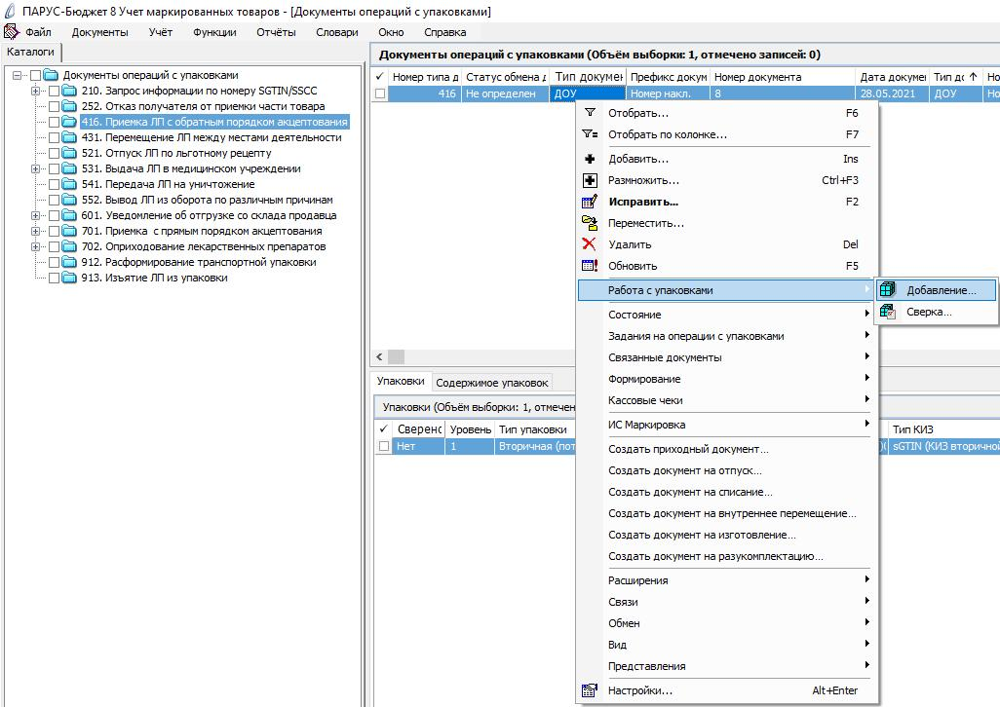 ПАРУС-Бюджет 8 Учет маркированных товаров - [Документы операций с упаковками]
Файл Документы Учёт Функции Отчёты Словари Окно Справка
Каталоги
Документы операций с упаковками
210. Запрос информации по номеру SGTIN/SSCC
252. Отказ получателя от приемки части товара
416. Приемка ЛП с обратным порядком акцептования
431. Перемещение ЛП между местами деятельности
521. Отпуск ЛП по льготному рецепту
531. Выдача ЛП в медицинском учреждении
541. Передача ЛП на уничтожение
552. Вывод ЛП из оборота по различным причинам
601. Уведомление об отгрузке со склада продавца
701. Приемка с прямым порядком акцептования
702. Оприходование лекарственных препаратов
912. Расформирование транспортной упаковки
913. Изъятие ЛП из упаковки
Документы операций с упаковками (Объём выборки: 1, отмечено записей: 0)
Номер типа д Статус обмена д Тип докумен Префикс докум Номер документа Дата докумен Тип дс Но
416 Не определен ДОУ Номер накл. 8 28.05.2021 ДОУ Но
Отобрать... F6
Отобрать по колонке... F7
Добавить... Ins
Размножить... Ctrl+F3
Исправить... F2
Переместить...
Удалить Del
Обновить F5
Работа с упаковками
Добавление...
Сверка...
Состояние
Задания на операции с упаковками
Связанные документы
Формирование
Кассовые чеки
ИС Маркировка
Создать приходный документ...
Создать документ на отпуск...
Создать документ на списание...
Создать документ на внутреннее перемещение...
Создать документ на изготовление...
Создать документ на разукомплектацию...
Расширения
Связи
Обмен
Вид
Представления
Настройки... Alt+Enter
Упаковки Содержимое упаковок
Упаковки (Объём выборки: 1, отмечен
Сверенс Уровень Тип упаковки Тип КИЗ
Нет 1 Вторичная (пот sGTIN (КИЗ вторичной